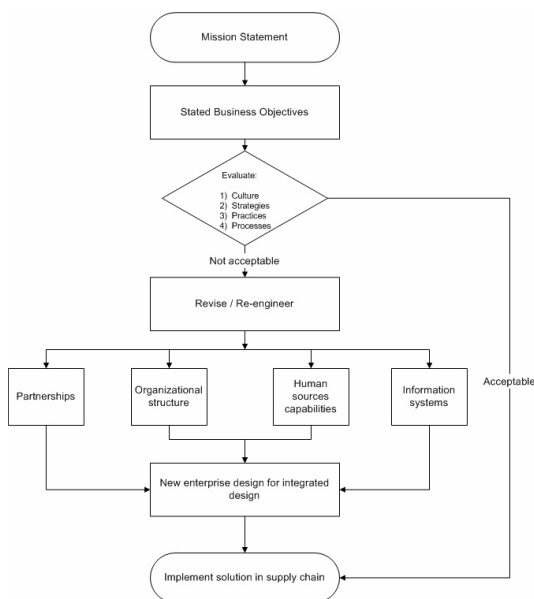 Mission Statement
Stated Business Objectives
Evaluate:
1) Culture
2) Strategies
3) Practices
4) Processes
Not acceptable
Revise / Re-engineer
Partnerships
Organizational
structure
Human
sources
capabilities
Information
systems
Acceptable
New enterprise design for integrated
design
Implement solution in supply chain